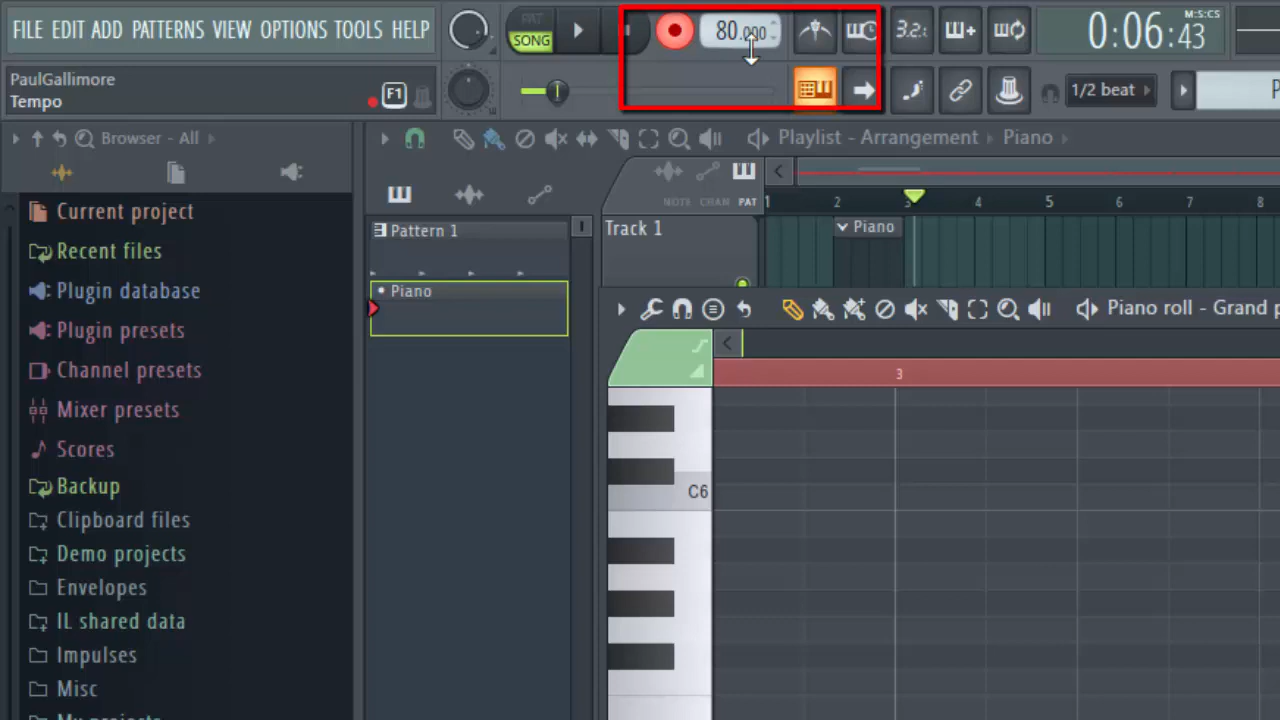 FILE EDIT ADD PATTERNS VIEW OPTIONS TOOLS HELP
PAT
SONG
80.000
3.2:
M:S:CS
0:06:43
PaulGallimore
Tempo
F1
1/2 beat
Browser - All
Playlist - Arrangement
Piano
NOTE CHAN PAT
1 2 3 4 5 6 7 8
Current project
Recent files
Plugin database
Plugin presets
Channel presets
Mixer presets
Scores
Backup
Clipboard files
Demo projects
Envelopes
IL shared data
Impulses
Misc
My projects
Pattern 1
Piano
Track 1
Piano
Piano roll - Grand
3
C6